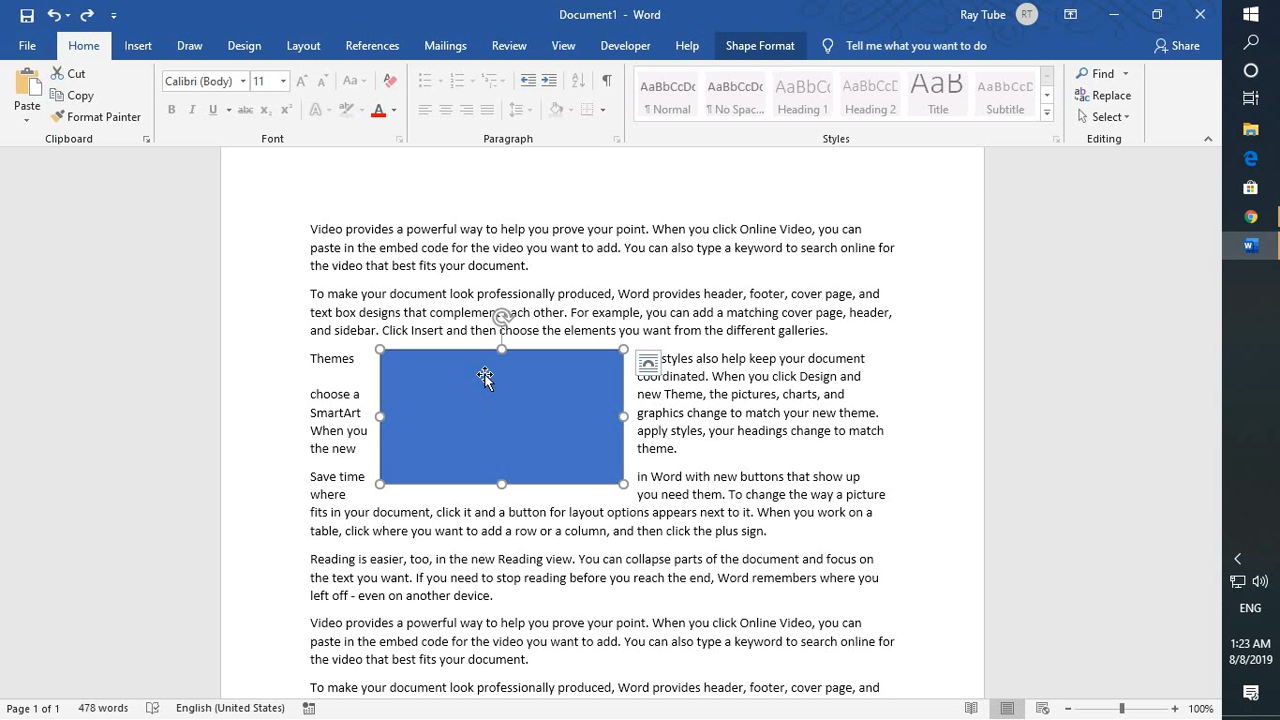 Document1 - Word
Ray Tube RT
File Home Insert Draw Design Layout References Mailings Review View Developer Help Shape Format Tell me what you want to do Share
Cut
Copy
Format Painter
Paste
Calibri (Body) 11
Aa
B I U abc x₂ x² A A
AaBbCcDc AaBbCcDc AaBbCc AaBbCcD AaB AaBbCcD
¶ Normal ¶ No Spac... Heading 1 Heading 2 Title Subtitle
Find
Replace
Select
Clipboard Font Paragraph Styles Editing
Video provides a powerful way to help you prove your point. When you click Online Video, you can
paste in the embed code for the video you want to add. You can also type a keyword to search online for
the video that best fits your document.
To make your document look professionally produced, Word provides header, footer, cover page, and
text box designs that complement each other. For example, you can add a matching cover page, header,
and sidebar. Click Insert and then choose the elements you want from the different galleries.
Themes styles also help keep your document
coordinated. When you click Design and
choose a new Theme, the pictures, charts, and
SmartArt graphics change to match your new theme.
When you apply styles, your headings change to match
the new theme.
Save time in Word with new buttons that show up
where you need them. To change the way a picture
fits in your document, click it and a button for layout options appears next to it. When you work on a
table, click where you want to add a row or a column, and then click the plus sign.
Reading is easier, too, in the new Reading view. You can collapse parts of the document and focus on
the text you want. If you need to stop reading before you reach the end, Word remembers where you
left off - even on another device.
Video provides a powerful way to help you prove your point. When you click Online Video, you can
paste in the embed code for the video you want to add. You can also type a keyword to search online for
the video that best fits your document.
To make your document look professionally produced, Word provides header, footer, cover page, and
Page 1 of 1 478 words English (United States) 100%
ENG
1:23 AM
8/8/2019